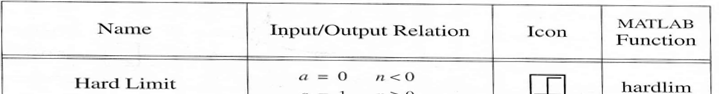 Name Input/Output Relation Icon MATLAB Function
Hard Limit a = 0 n < 0 hardlim